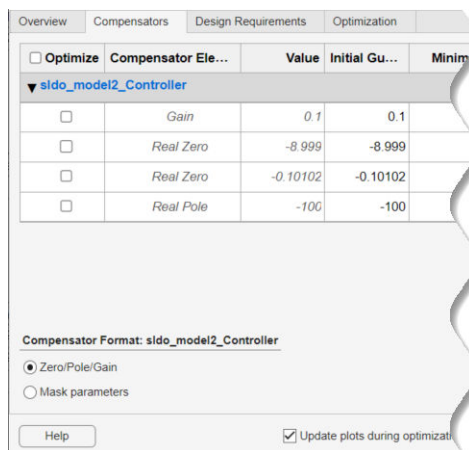 Overview Compensators Design Requirements Optimization
Optimize Compensator Ele... Value Initial Gu... Minim
sldo_model2_Controller
Gain 0.1 0.1
Real Zero -8.999 -8.999
Real Zero -0.10102 -0.10102
Real Pole -100 -100
Compensator Format: sldo_model2_Controller
Zero/Pole/Gain
Mask parameters
Help Update plots during optimizati